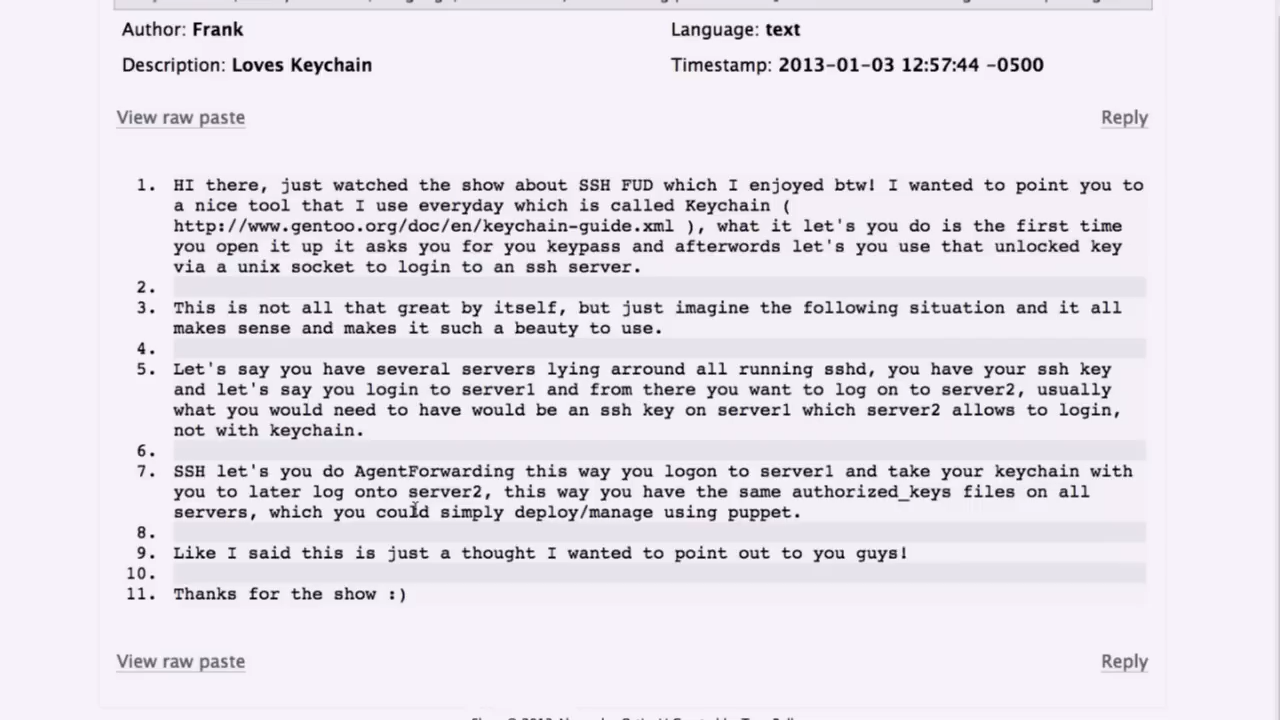 Author: Frank
Language: text
Description: Loves Keychain
Timestamp: 2013-01-03 12:57:44 -0500
View raw paste
Reply
1. HI there, just watched the show about SSH FUD which I enjoyed btw! I wanted to point you to
a nice tool that I use everyday which is called Keychain (
http://www.gentoo.org/doc/en/keychain-guide.xml ), what it let's you do is the first time
you open it up it asks you for you keypass and afterwords let's you use that unlocked key
via a unix socket to login to an ssh server.
2.
3. This is not all that great by itself, but just imagine the following situation and it all
makes sense and makes it such a beauty to use.
4.
5. Let's say you have several servers lying arround all running sshd, you have your ssh key
and let's say you login to server1 and from there you want to log on to server2, usually
what you would need to have would be an ssh key on server1 which server2 allows to login,
not with keychain.
6.
7. SSH let's you do AgentForwarding this way you logon to server1 and take your keychain with
you to later log onto server2, this way you have the same authorized_keys files on all
servers, which you could simply deploy/manage using puppet.
8.
9. Like I said this is just a thought I wanted to point out to you guys!
10.
11. Thanks for the show :)
View raw paste
Reply